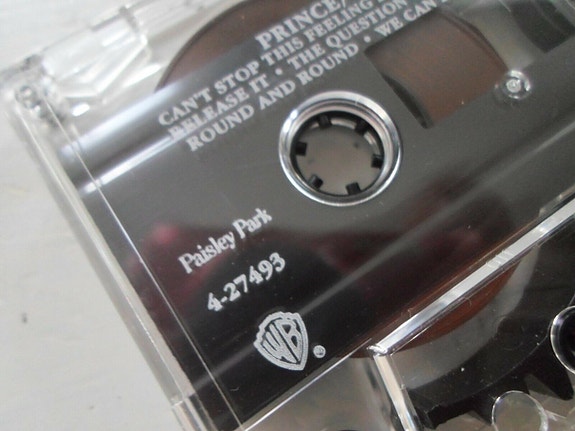 PRINCE/
CAN'T STOP THIS FEELING
RELEASE IT • THE QUESTION
ROUND AND ROUND • WE CAN
Paisley Park
4-27493
WB
®